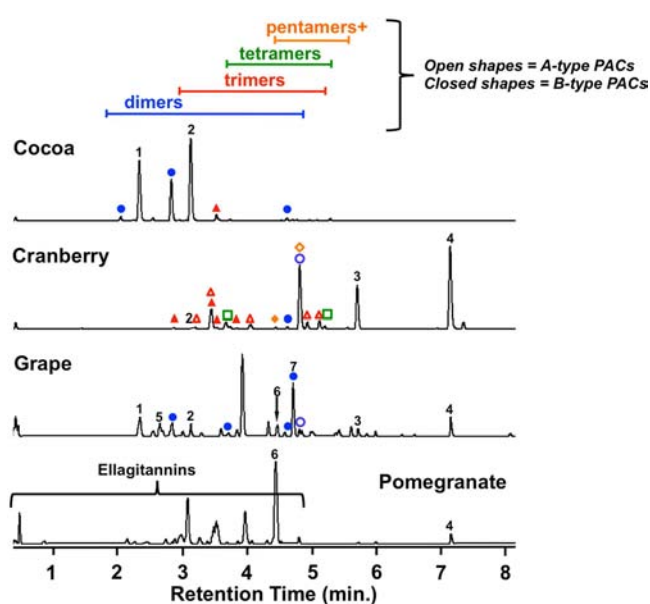 pentamers+
tetramers
trimers
dimers
Open shapes = A-type PACs
Closed shapes = B-type PACs
Cocoa
1
2
Cranberry
2
3
4
Grape
1
5
2
6
7
3
4
Ellagitannins
6
Pomegranate
4
1 2 3 4 5 6 7 8
Retention Time (min.)